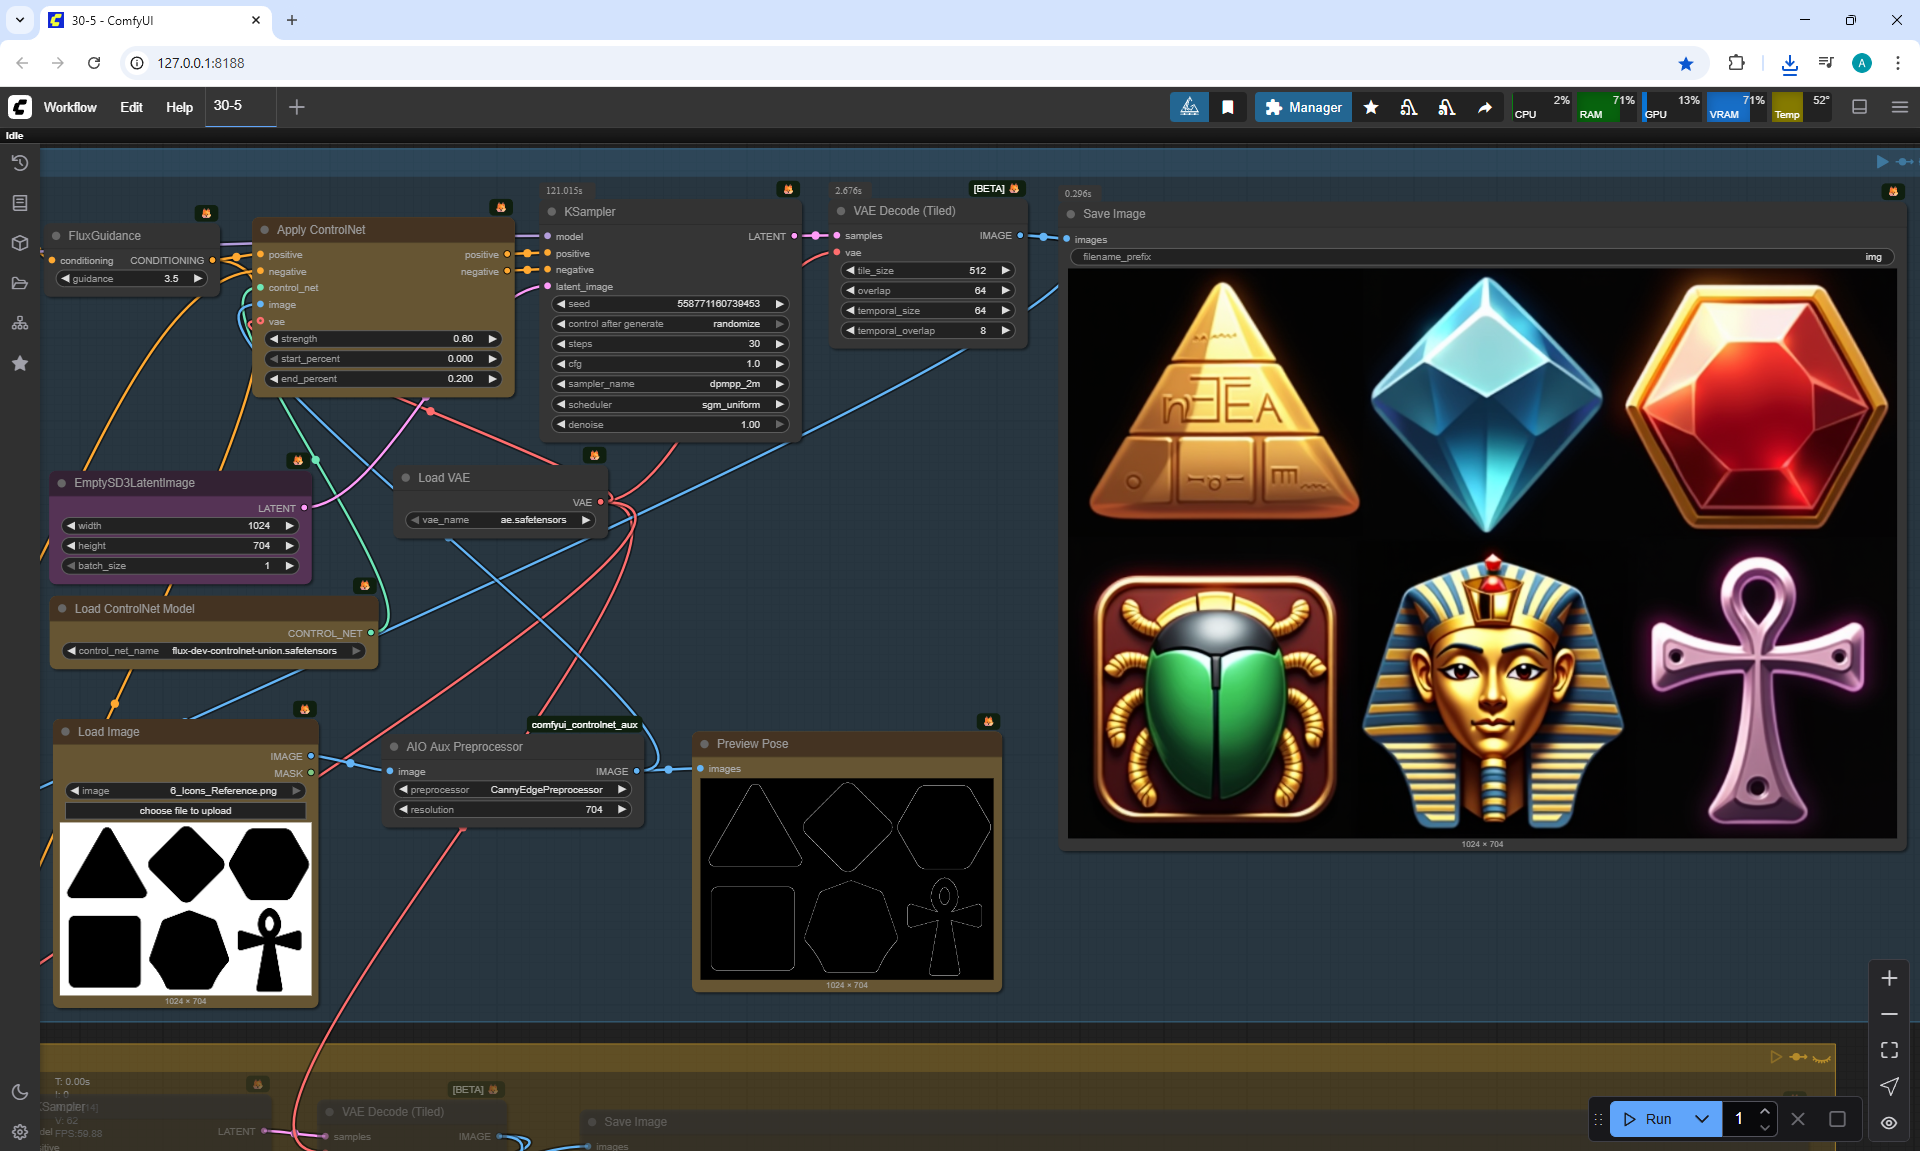 30-5 - ComfyUI
127.0.0.1:8188
A
Workflow
Edit
Help
30-5
Manager
2%
CPU
71%
RAM
13%
GPU
71%
VRAM
52°
Temp
Idle
FluxGuidance
conditioning
CONDITIONING
guidance
3.5
Apply ControlNet
positive
positive
negative
negative
control_net
image
vae
strength
0.60
start_percent
0.000
end_percent
0.200
121.015s
KSampler
model
LATENT
positive
negative
latent_image
seed
558771160739453
control after generate
randomize
steps
30
cfg
1.0
sampler_name
dpmpp_2m
scheduler
sgm_uniform
denoise
1.00
2.676s
[BETA]
VAE Decode (Tiled)
samples
IMAGE
vae
tile_size
512
overlap
64
temporal_size
64
temporal_overlap
8
0.296s
Save Image
images
filename_prefix
img
1024 × 704
EmptySD3LatentImage
LATENT
width
1024
height
704
batch_size
1
Load VAE
VAE
vae_name
ae.safetensors
Load ControlNet Model
CONTROL_NET
control_net_name
flux-dev-controlnet-union.safetensors
Load Image
IMAGE
MASK
image
6_Icons_Reference.png
choose file to upload
1024 × 704
comfyui_controlnet_aux
AIO Aux Preprocessor
image
IMAGE
preprocessor
CannyEdgePreprocessor
resolution
704
Preview Pose
images
1024 × 704
T: 0.00s
I: 0
KSampler
V: 62
FPS:59.88
LATENT
[BETA]
VAE Decode (Tiled)
samples
IMAGE
Save Image
images
Run
1